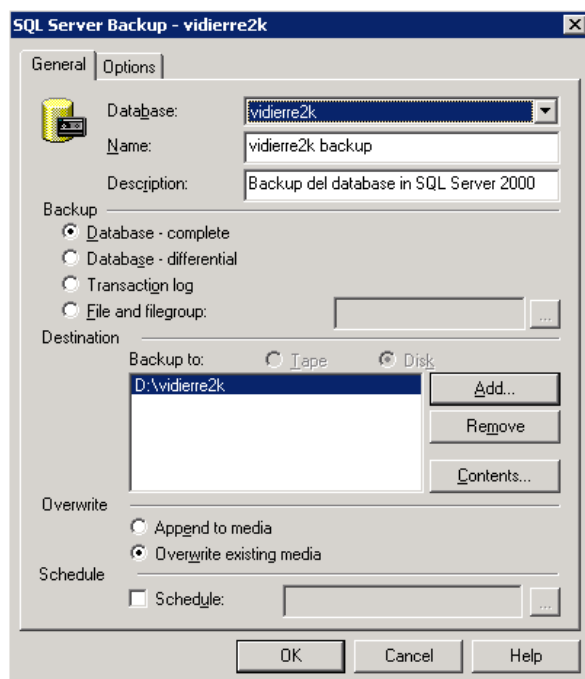 SQL Server Backup - vidierre2k
General Options
Database: vidierre2k
Name: vidierre2k backup
Description: Backup del database in SQL Server 2000
Backup
Database - complete
Database - differential
Transaction log
File and filegroup: ...
Destination
Backup to: Tape Disk
D:\vidierre2k
Add...
Remove
Contents...
Overwrite
Append to media
Overwrite existing media
Schedule
Schedule: ...
OK Cancel Help